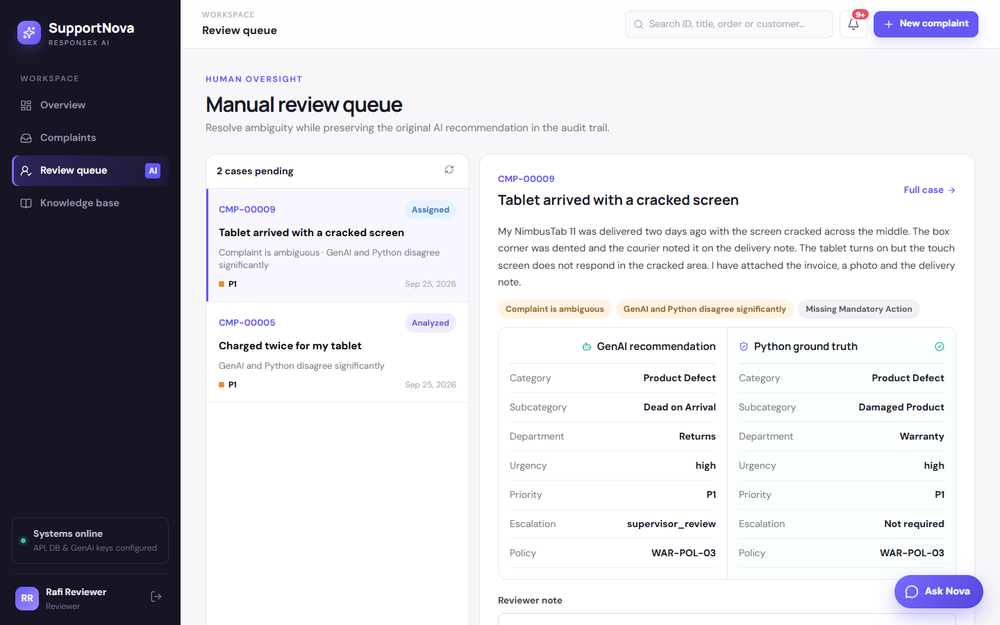 SupportNova
RESPONSEX AI
WORKSPACE
Overview
Complaints
Review queue
AI
Knowledge base
Systems online
API, DB & GenAI keys configured
RR
Rafi Reviewer
Reviewer
WORKSPACE
Review queue
Search ID, title, order or customer...
9+
New complaint
HUMAN OVERSIGHT
Manual review queue
Resolve ambiguity while preserving the original AI recommendation in the audit trail.
2 cases pending
CMP-00009
Assigned
Tablet arrived with a cracked screen
Complaint is ambiguous · GenAI and Python disagree
significantly
P1
Sep 25, 2026
CMP-00005
Analyzed
Charged twice for my tablet
GenAI and Python disagree significantly
P1
Sep 25, 2026
CMP-00009
Full case
Tablet arrived with a cracked screen
My NimbusTab 11 was delivered two days ago with the screen cracked across the middle. The box
corner was dented and the courier noted it on the delivery note. The tablet turns on but the touch
screen does not respond in the cracked area. I have attached the invoice, a photo and the delivery
note.
Complaint is ambiguous
GenAI and Python disagree significantly
Missing Mandatory Action
GenAI recommendation
Category Product Defect
Subcategory Dead on Arrival
Department Returns
Urgency high
Priority P1
Escalation supervisor_review
Policy WAR-POL-03
Python ground truth
Category Product Defect
Subcategory Damaged Product
Department Warranty
Urgency high
Priority P1
Escalation Not required
Policy WAR-POL-03
Reviewer note
Ask Nova